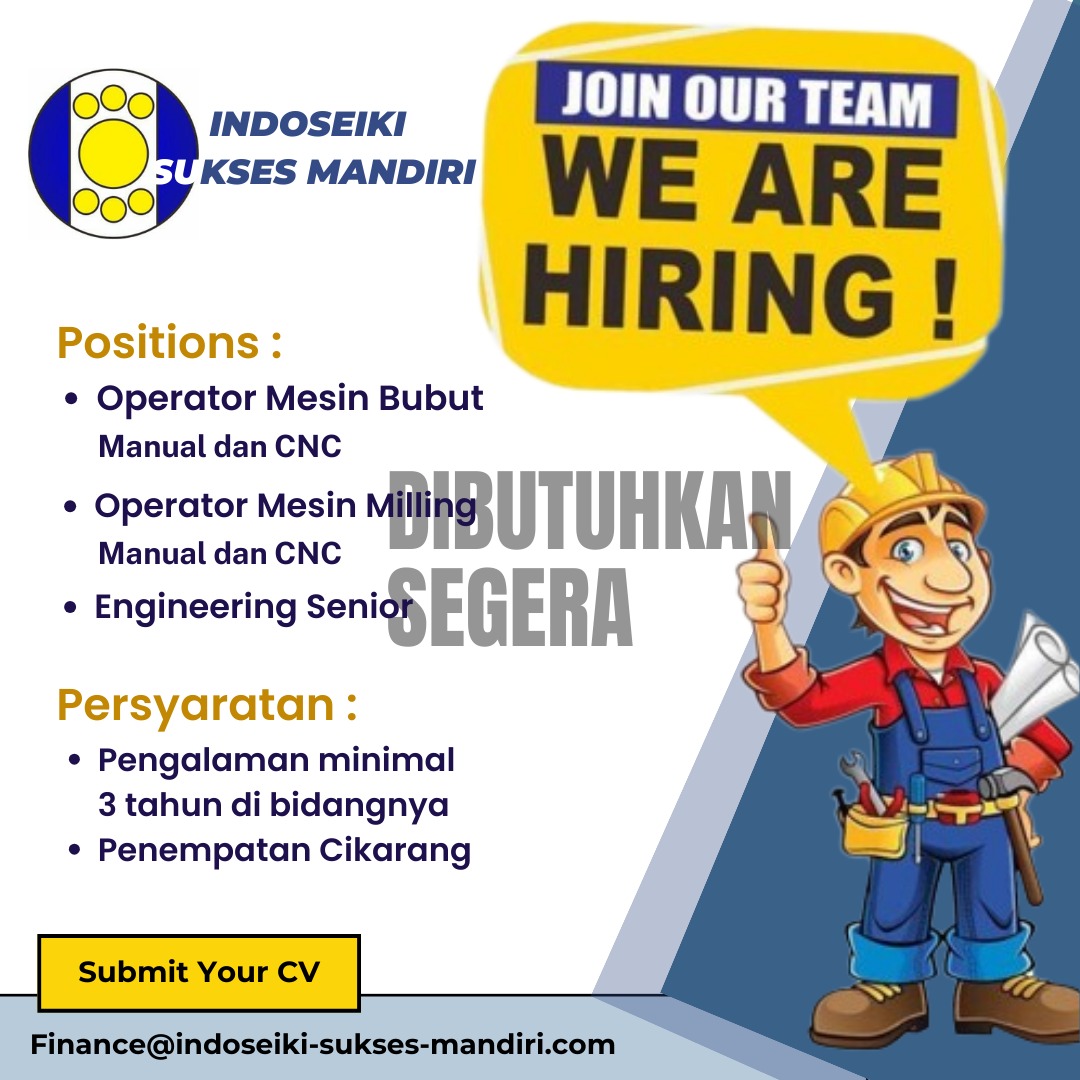 INDOSEIKI
SUKSES MANDIRI
JOIN OUR TEAM
WE ARE
HIRING !
Positions :
• Operator Mesin Bubut
Manual dan CNC
• Operator Mesin Milling
Manual dan CNC
• Engineering Senior
DIBUTUHKAN
SEGERA
Persyaratan :
• Pengalaman minimal
3 tahun di bidangnya
• Penempatan Cikarang
Submit Your CV
Finance@indoseiki-sukses-mandiri.com